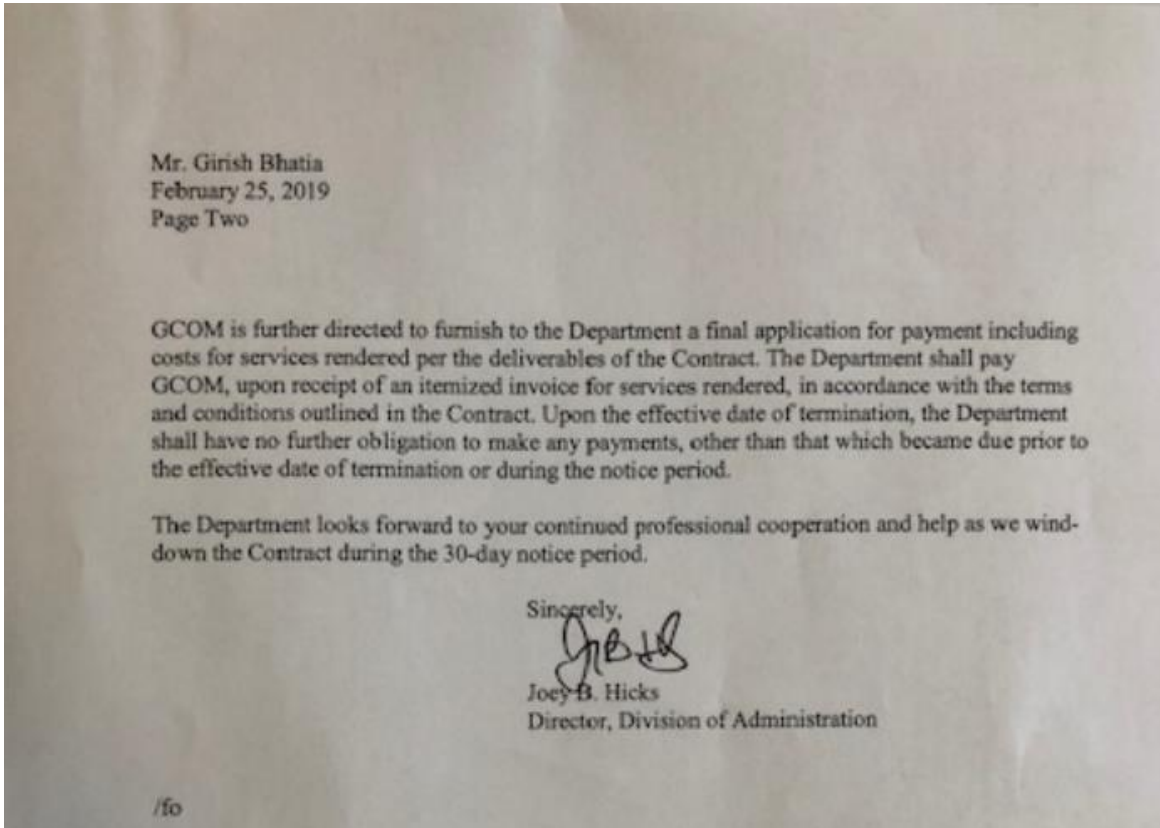 Mr. Girish Bhatia
February 25, 2019
Page Two
GCOM is further directed to furnish to the Department a final application for payment including
costs for services rendered per the deliverables of the Contract. The Department shall pay
GCOM, upon receipt of an itemized invoice for services rendered, in accordance with the terms
and conditions outlined in the Contract. Upon the effective date of termination, the Department
shall have no further obligation to make any payments, other than that which became due prior to
the effective date of termination or during the notice period.
The Department looks forward to your continued professional cooperation and help as we wind-
down the Contract during the 30-day notice period.
Sincerely,
Joey B. Hicks
Director, Division of Administration
/fo